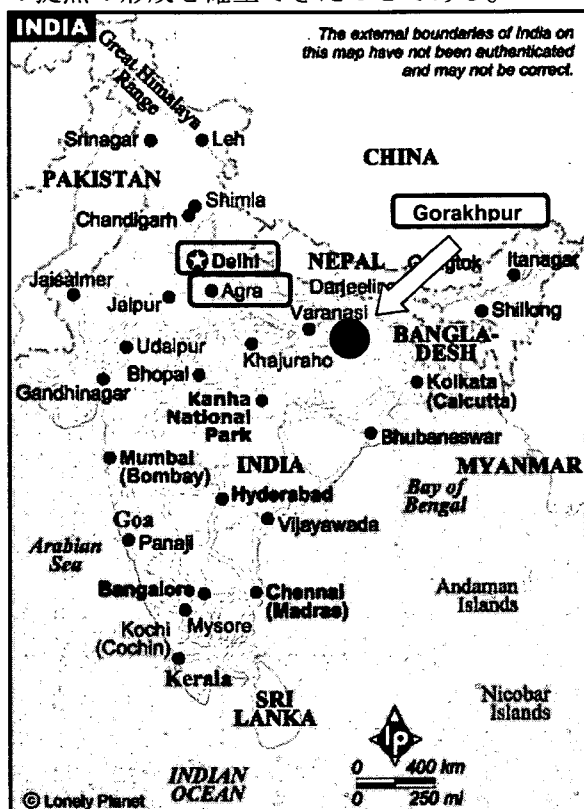 INDIA
The external boundaries of India on
this map have not been authenticated
and may not be correct.
Great Himalaya
Range
Srinagar
Leh
CHINA
PAKISTAN
Shimla
Chandigarh
Gorakhpur
Delhi
NEPAL
Itanagar
Jaisalmer
Agra
Jaipur
Varanasi
Shillong
BANGLA-
DESH
Udaipur
Khajuraho
Bhopal
Gandhinagar
Kanha
National
Park
Kolkata
(Calcutta)
Bhubaneswar
Mumbai
(Bombay)
INDIA
MYANMAR
Hyderabad
Bay of
Bengal
Goa
Vijayawada
Arabian
Sea
Panaji
Bangalore
Chennai
(Madras)
Andaman
Islands
Mysore
Kochi
(Cochin)
Kerala
SRI
LANKA
Nicobar
Islands
lp
INDIAN
OCEAN
0 400 km
0 250 mi
© Lonely Planet